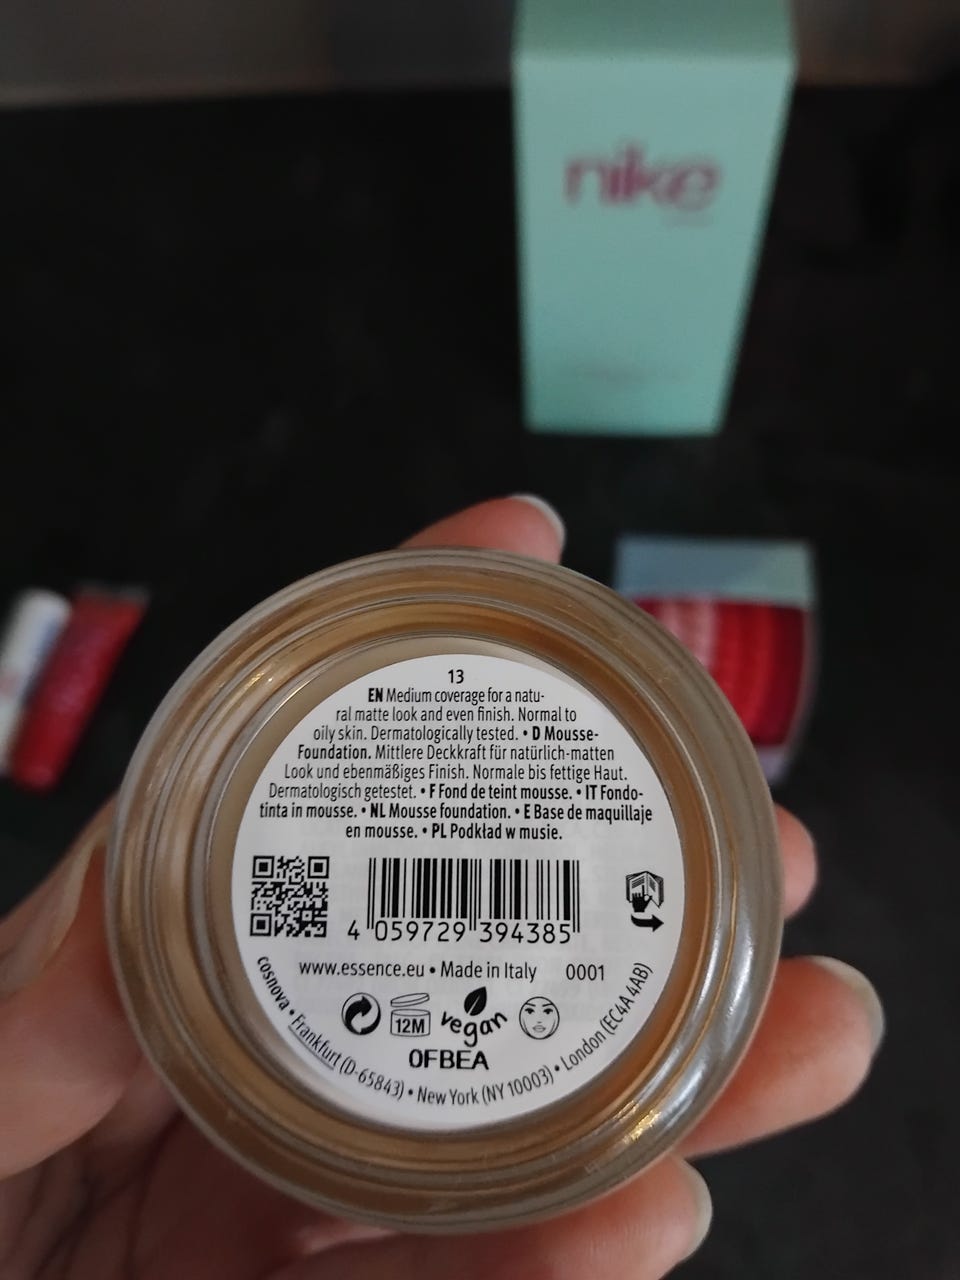 nike
13
EN Medium coverage for a natu-
ral matte look and even finish. Normal to
oily skin. Dermatologically tested. • D Mousse-
Foundation. Mittlere Deckkraft für natürlich-matten
Look und ebenmäßiges Finish. Normale bis fettige Haut.
Dermatologisch getestet. • F Fond de teint mousse. • IT Fondo-
tinta in mousse. • NL Mousse foundation. • E Base de maquillaje
en mousse. • PL Podkład w musie.
4 059729 394385
www.essence.eu • Made in Italy 0001
12M
vegan
0FBEA
cosnova • Frankfurt (D-65843) • New York (NY 10003) • London (EC4A 4AB)